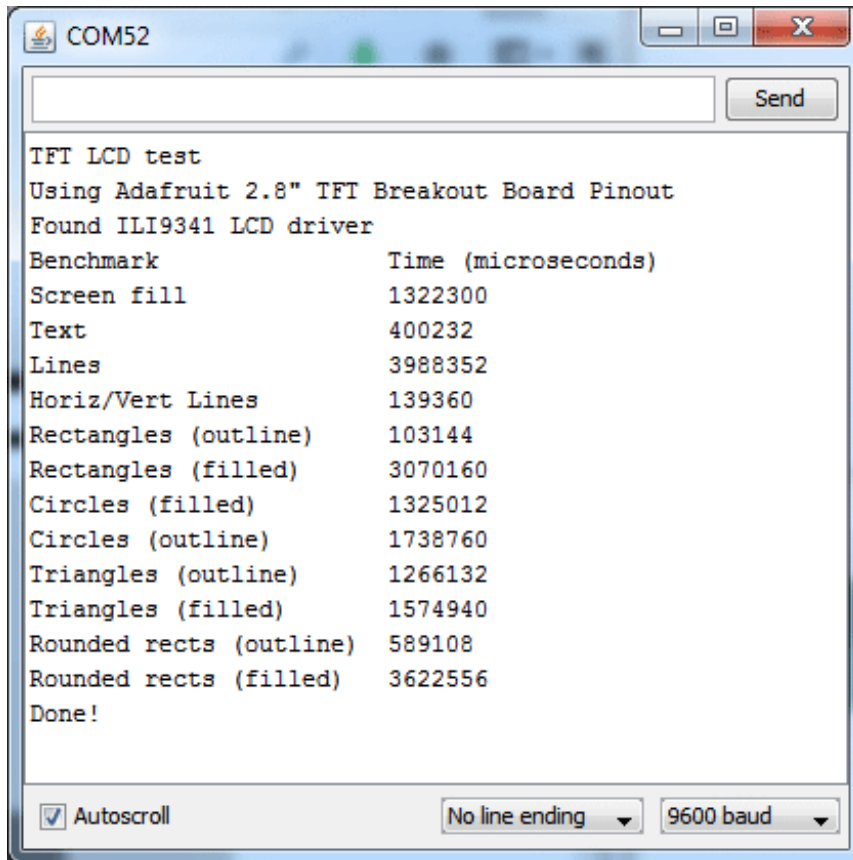 COM52
Send
TFT LCD test
Using Adafruit 2.8" TFT Breakout Board Pinout
Found ILI9341 LCD driver
Benchmark Time (microseconds)
Screen fill 1322300
Text 400232
Lines 3988352
Horiz/Vert Lines 139360
Rectangles (outline) 103144
Rectangles (filled) 3070160
Circles (filled) 1325012
Circles (outline) 1738760
Triangles (outline) 1266132
Triangles (filled) 1574940
Rounded rects (outline) 589108
Rounded rects (filled) 3622556
Done!
Autoscroll No line ending 9600 baud